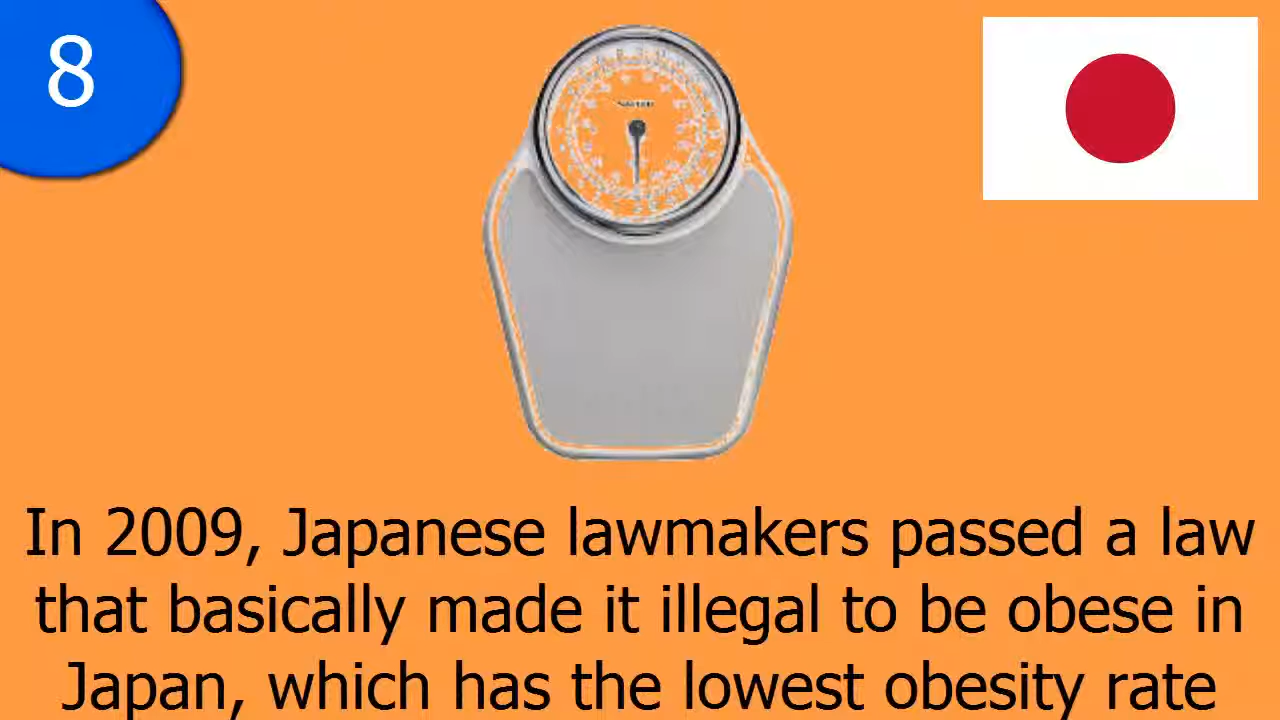 8
In 2009, Japanese lawmakers passed a law
that basically made it illegal to be obese in
Japan, which has the lowest obesity rate